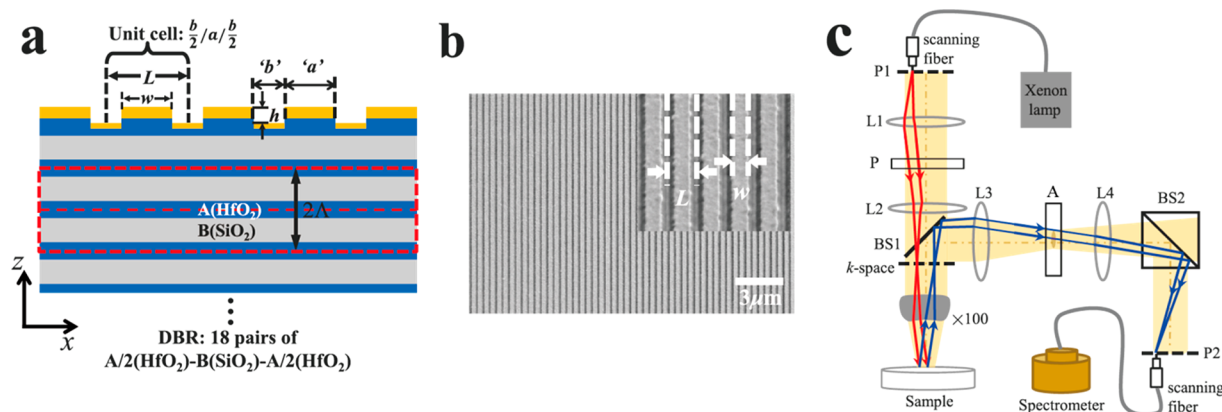 a
Unit cell: b/2 /a/ b/2
L
w
'b'
'a'
h
A(HfO₂)
B(SiO₂)
2Λ
z
x
DBR: 18 pairs of
A/2(HfO₂)-B(SiO₂)-A/2(HfO₂)
b
L
w
3μm
c
scanning
fiber
P1
Xenon
lamp
L1
P
L2
L3
A
L4
BS2
BS1
k-space
×100
P2
Sample
Spectrometer
scanning
fiber